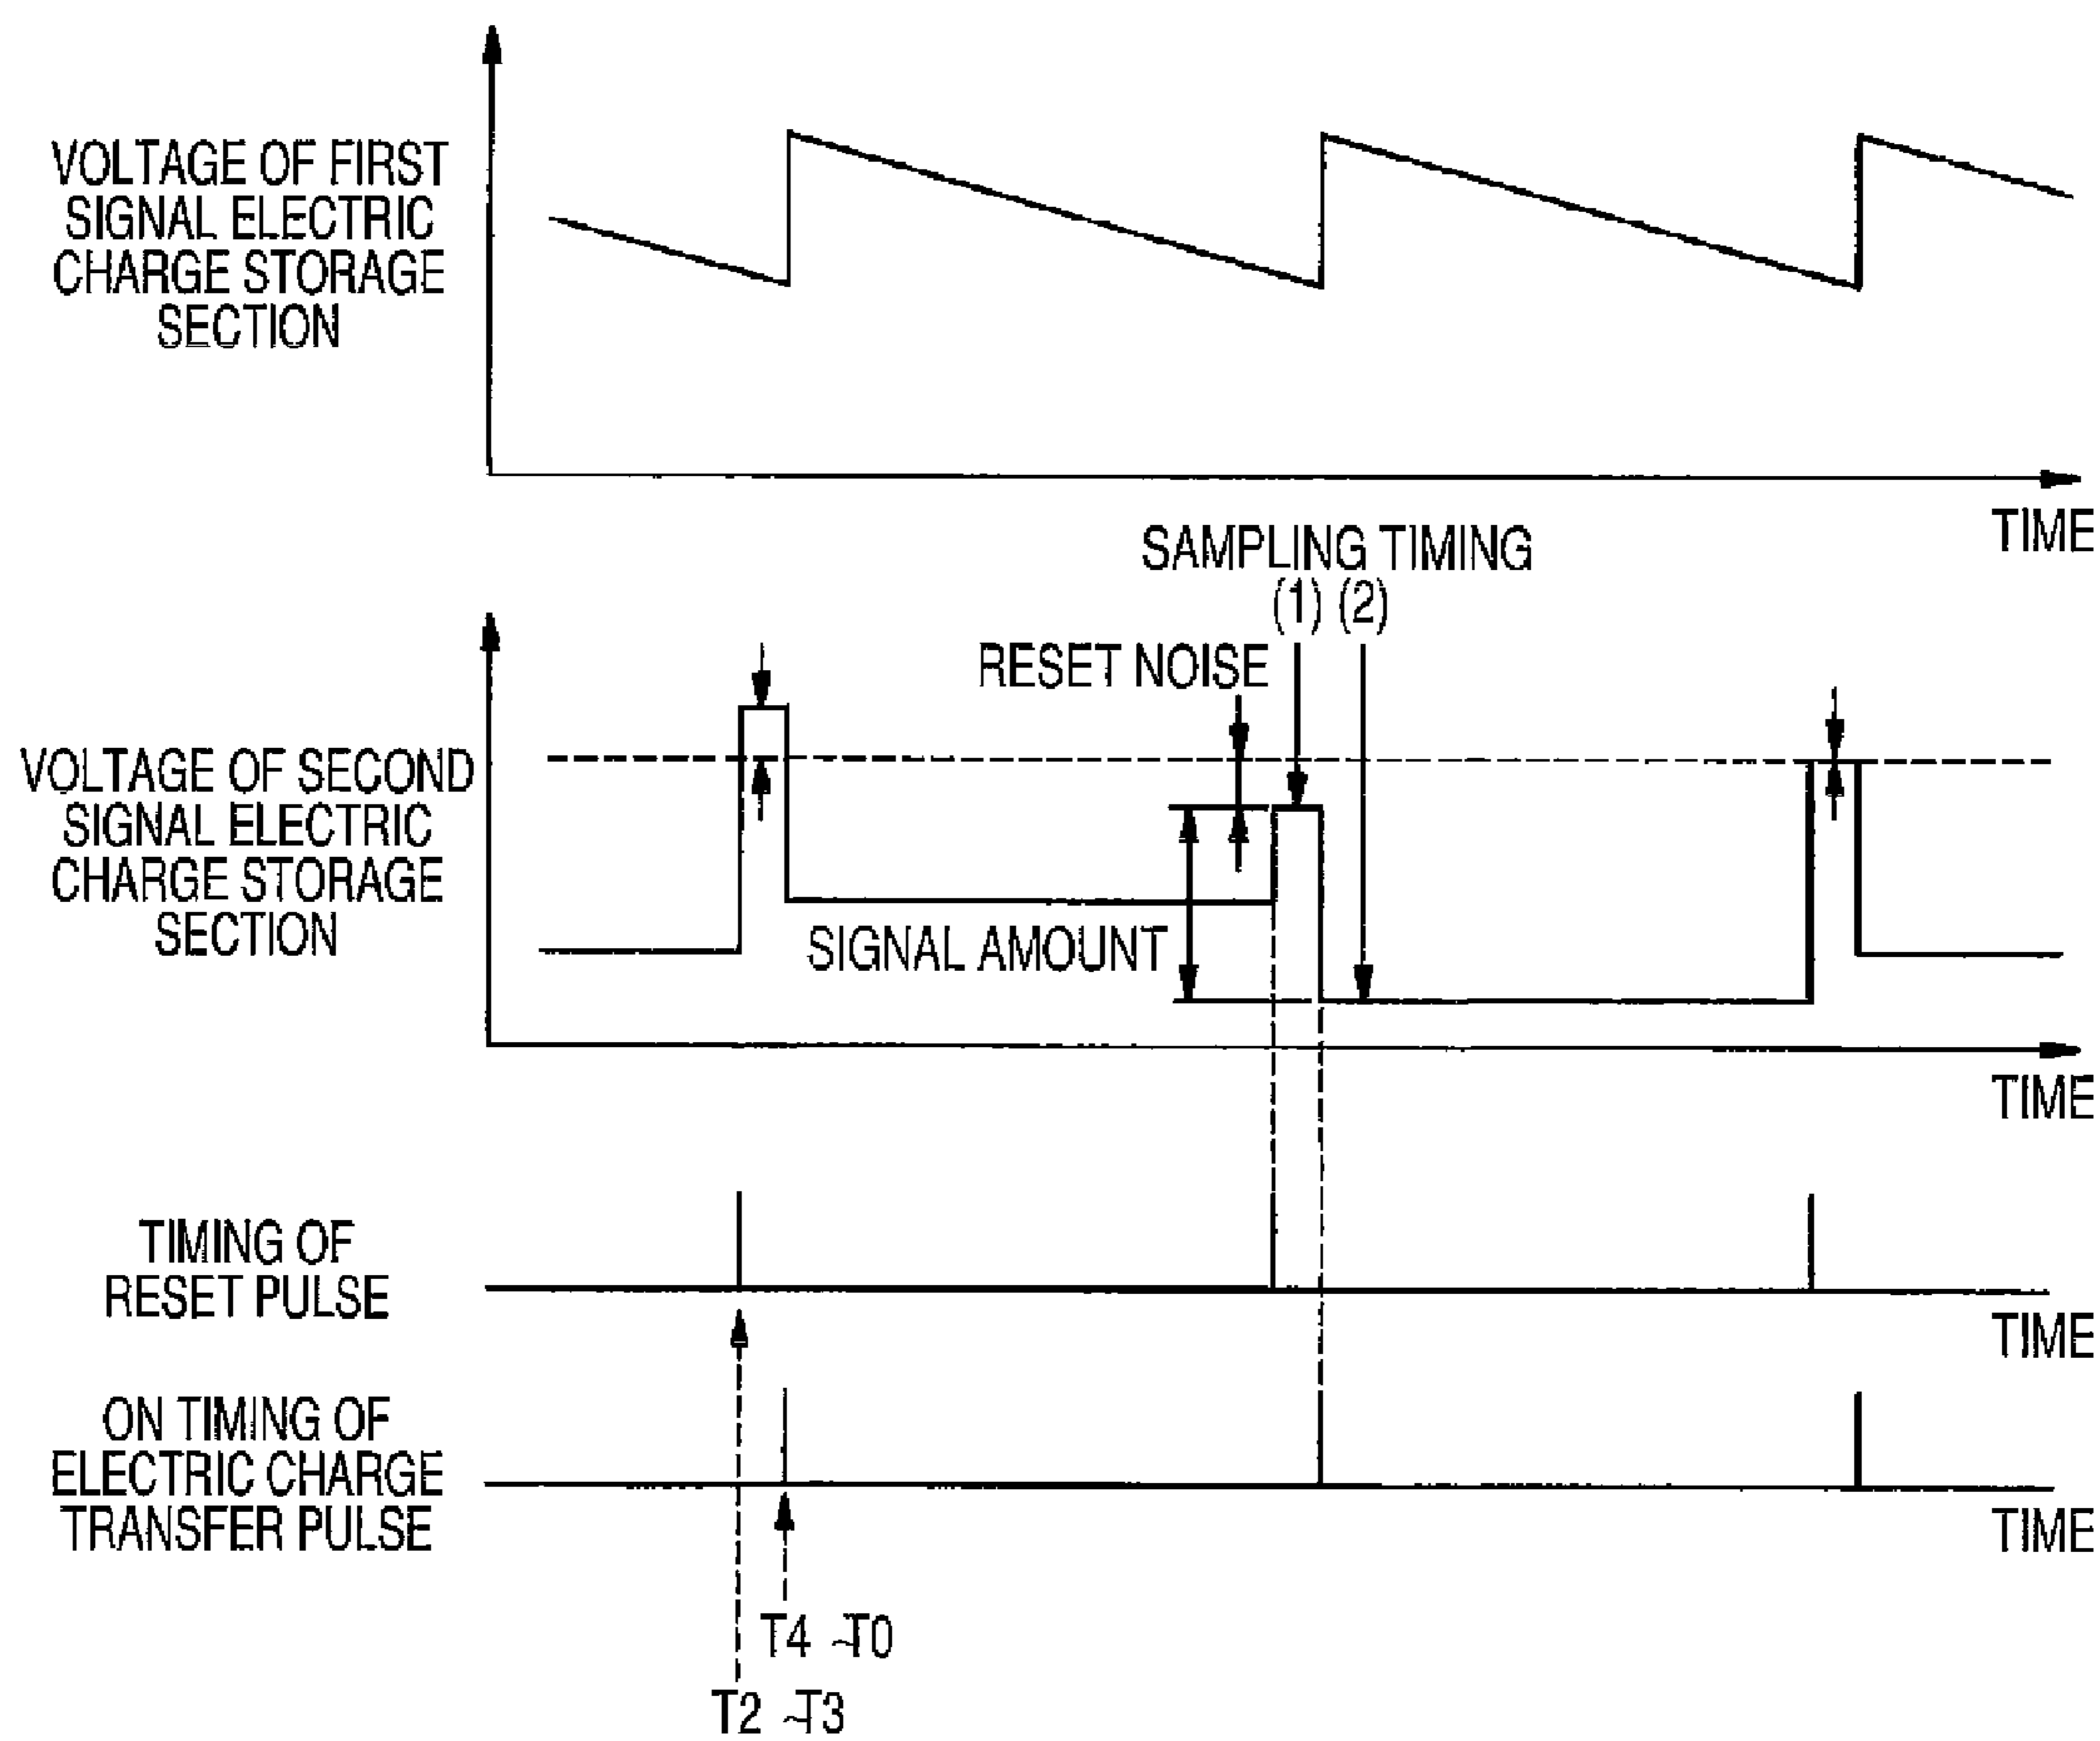 VOLTAGE OF FIRST
SIGNAL ELECTRIC
CHARGE STORAGE
SECTION
TIME
SAMPLING TIMING
(1) (2)
RESET NOISE
VOLTAGE OF SECOND
SIGNAL ELECTRIC
CHARGE STORAGE
SECTION
SIGNAL AMOUNT
TIME
TIMING OF
RESET PULSE
TIME
ON TIMING OF
ELECTRIC CHARGE
TRANSFER PULSE
TIME
T4 ~T0
T2 ~T3